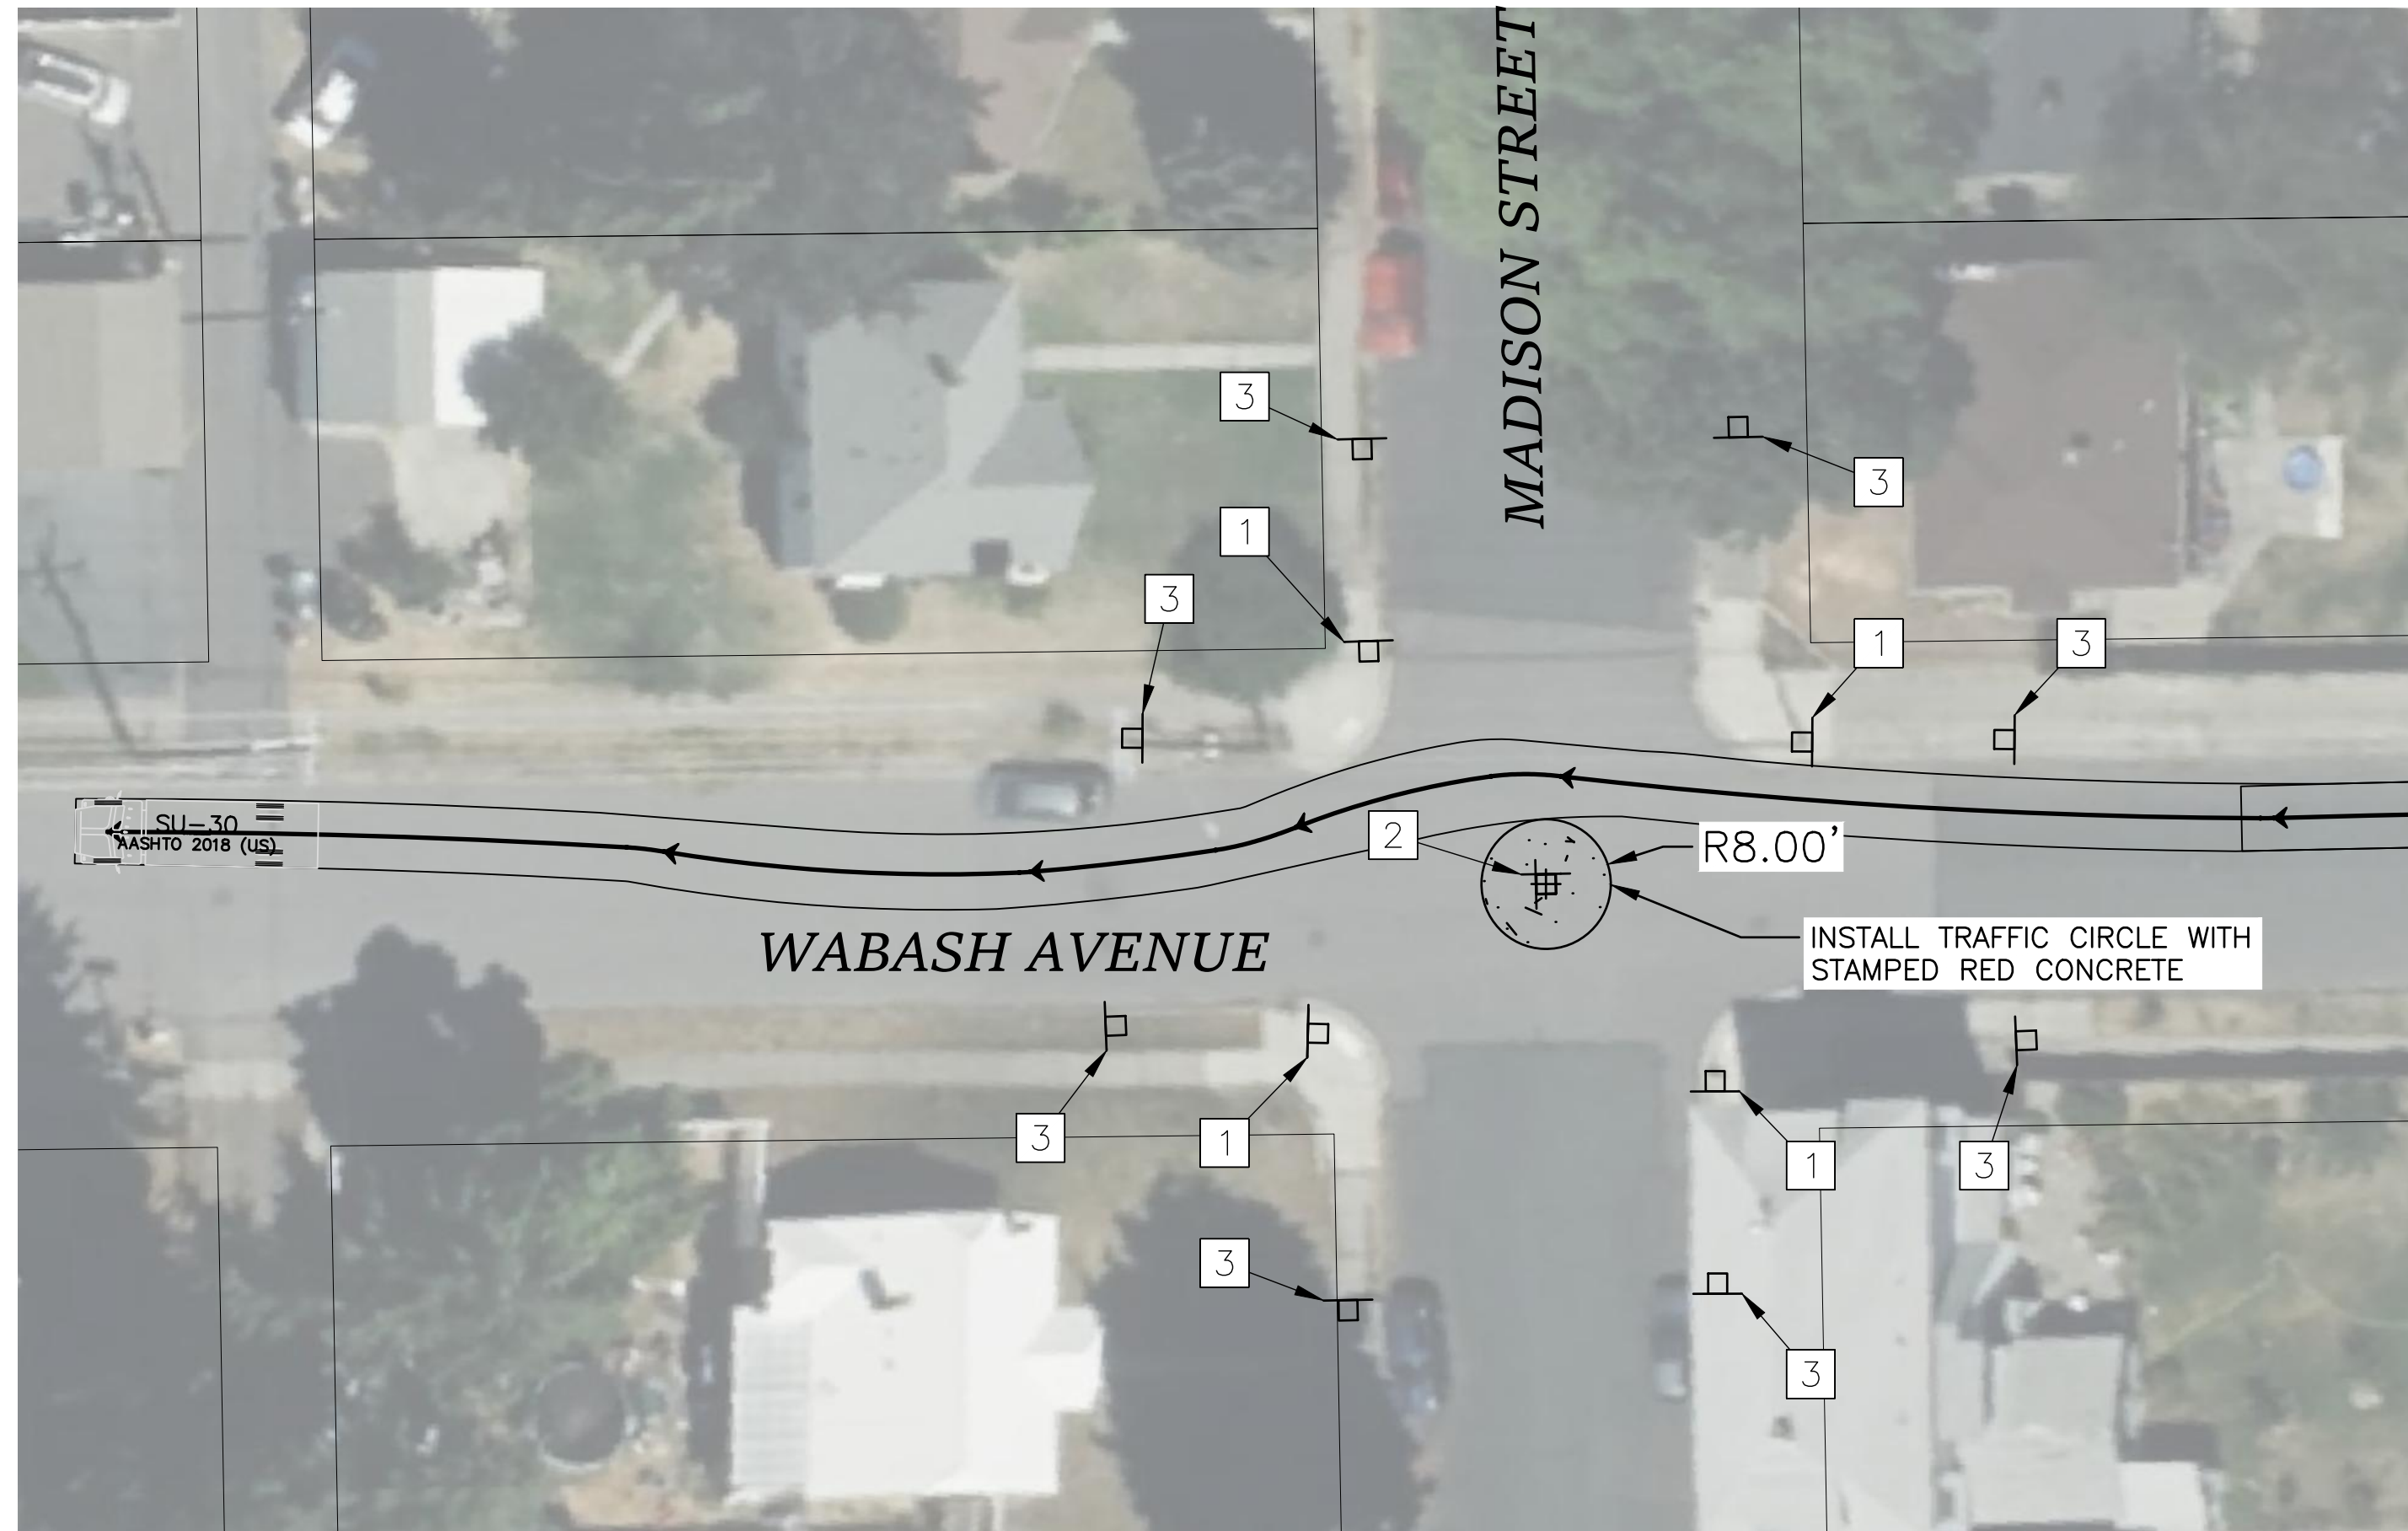 MADISON STREET
3
3
1
3
1
3
SU-30
AASHTO 2018 (US)
2
R8.00'
INSTALL TRAFFIC CIRCLE WITH
STAMPED RED CONCRETE
WABASH AVENUE
3
1
1
3
3
3